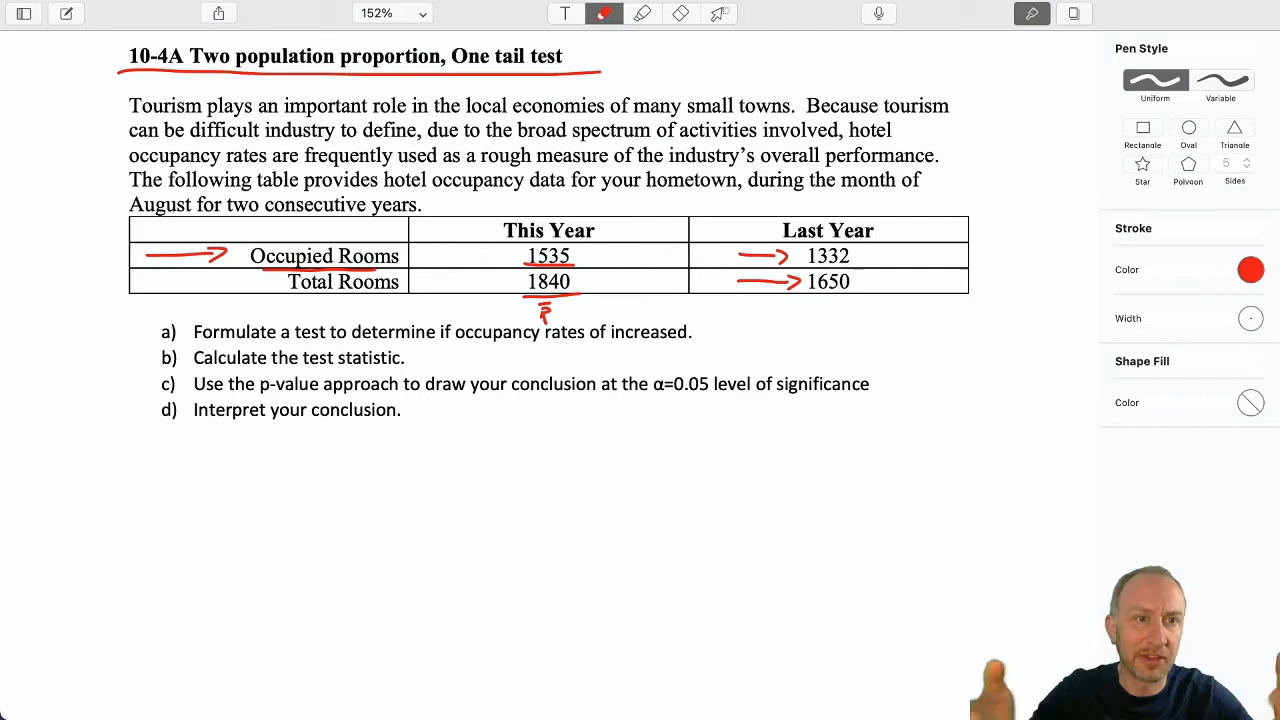 152%
T
10-4A Two population proportion, One tail test
Tourism plays an important role in the local economies of many small towns. Because tourism
can be difficult industry to define, due to the broad spectrum of activities involved, hotel
occupancy rates are frequently used as a rough measure of the industry's overall performance.
The following table provides hotel occupancy data for your hometown, during the month of
August for two consecutive years.
This Year Last Year
Occupied Rooms 1535 1332
Total Rooms 1840 1650
a) Formulate a test to determine if occupancy rates of increased.
b) Calculate the test statistic.
c) Use the p-value approach to draw your conclusion at the α=0.05 level of significance
d) Interpret your conclusion.
Pen Style
Uniform Variable
Rectangle Oval Triangle
5
Star Polygon Sides
Stroke
Color
Width
Shape Fill
Color